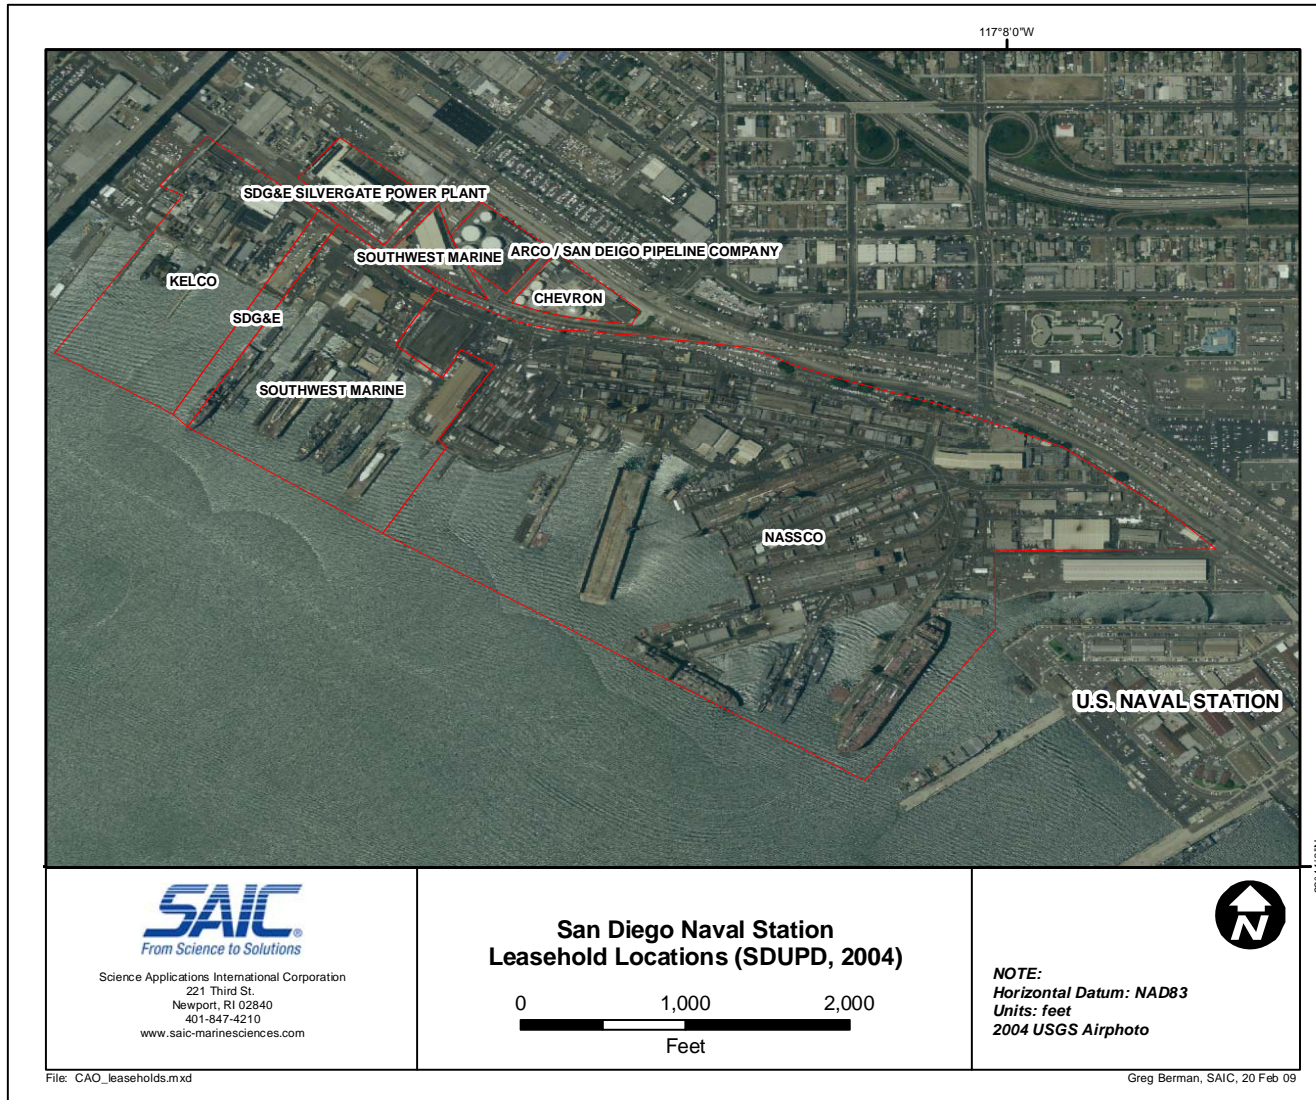 117°8'0"W
SDG&E SILVERGATE POWER PLANT
SOUTHWEST MARINE
ARCO / SAN DEIGO PIPELINE COMPANY
KELCO
CHEVRON
SDG&E
SOUTHWEST MARINE
NASSCO
U.S. NAVAL STATION
SAIC®
From Science to Solutions
Science Applications International Corporation
221 Third St.
Newport, RI 02840
401-847-4210
www.saic-marinesciences.com
San Diego Naval Station
Leasehold Locations (SDUPD, 2004)
0 1,000 2,000
Feet
N
NOTE:
Horizontal Datum: NAD83
Units: feet
2004 USGS Airphoto
File: CAO_leaseholds.mxd
Greg Berman, SAIC, 20 Feb 09